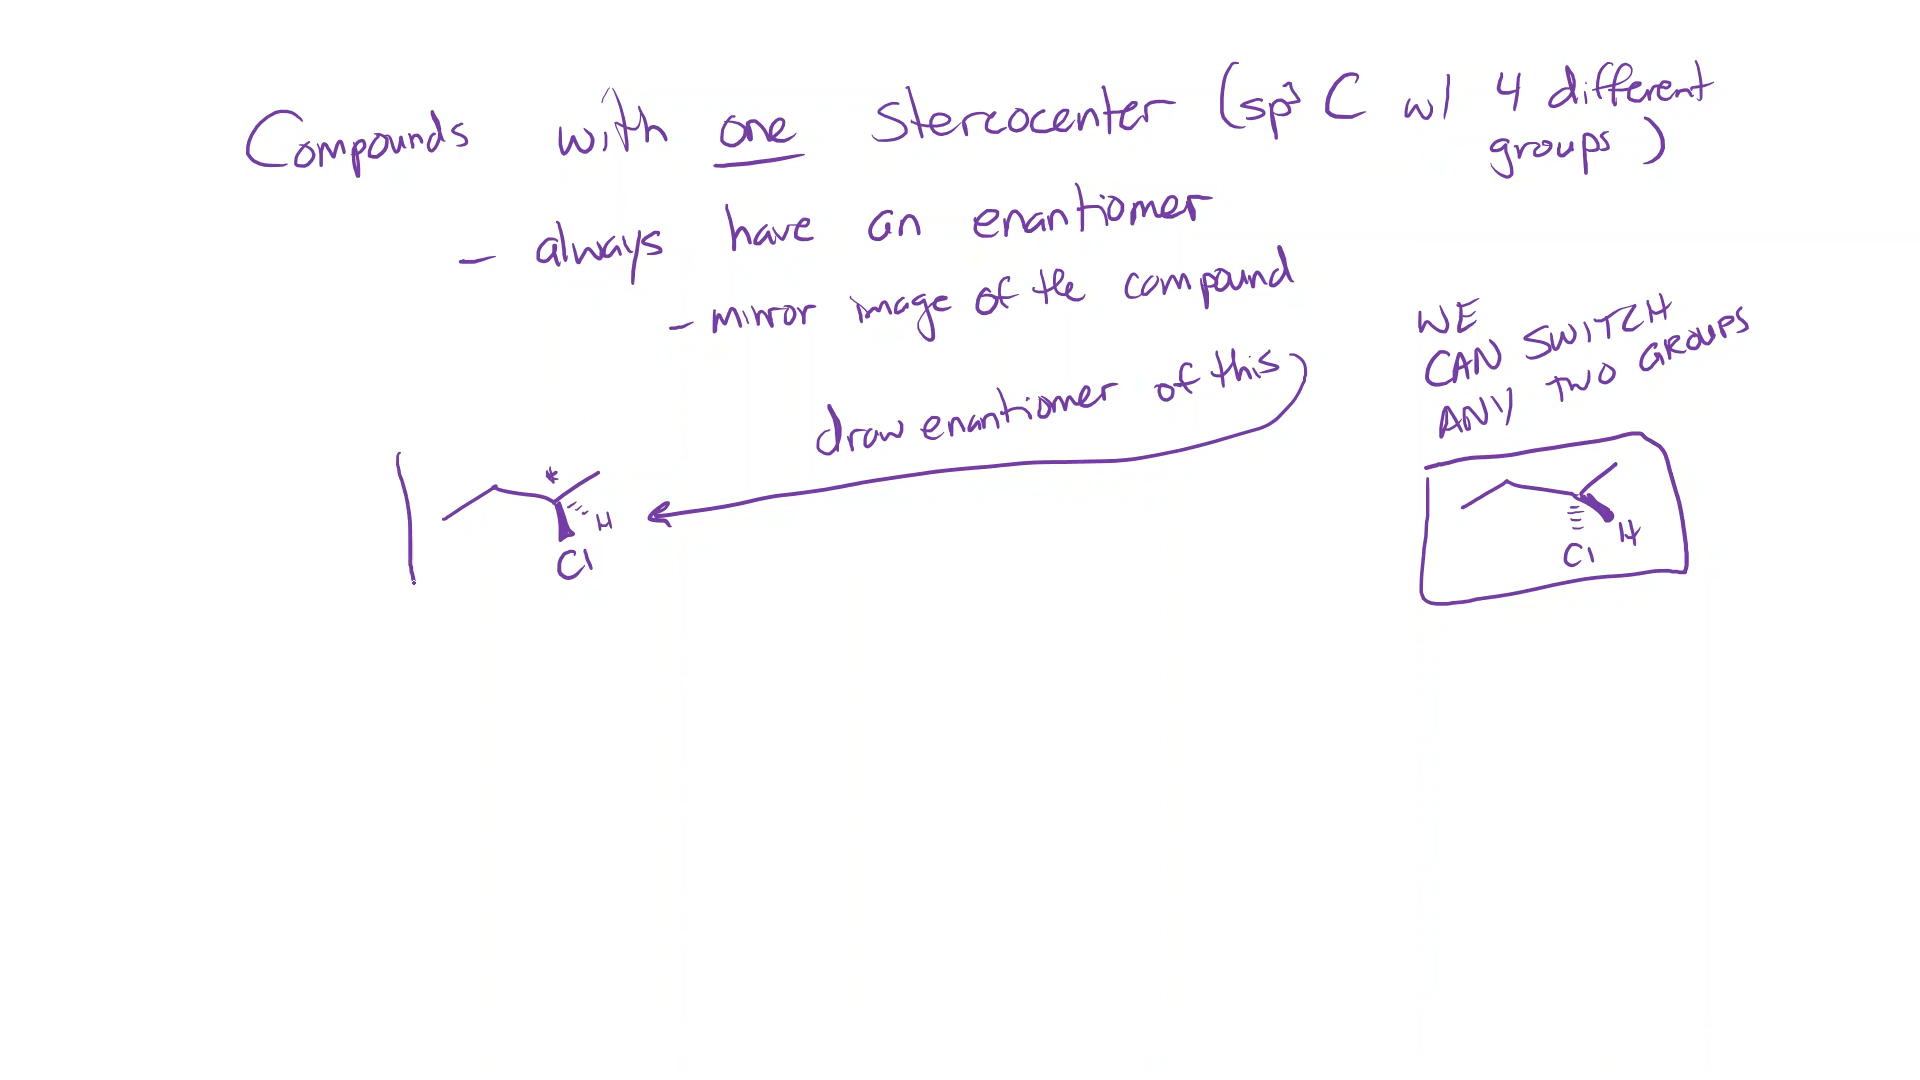 Compounds with one stereocenter (sp³ C w/ 4 different
groups)
- always have an enantiomer
- mirror image of the compound
WE
CAN SWITCH
ANY TWO GROUPS
draw enantiomer of this
*
H
Cl
H
Cl